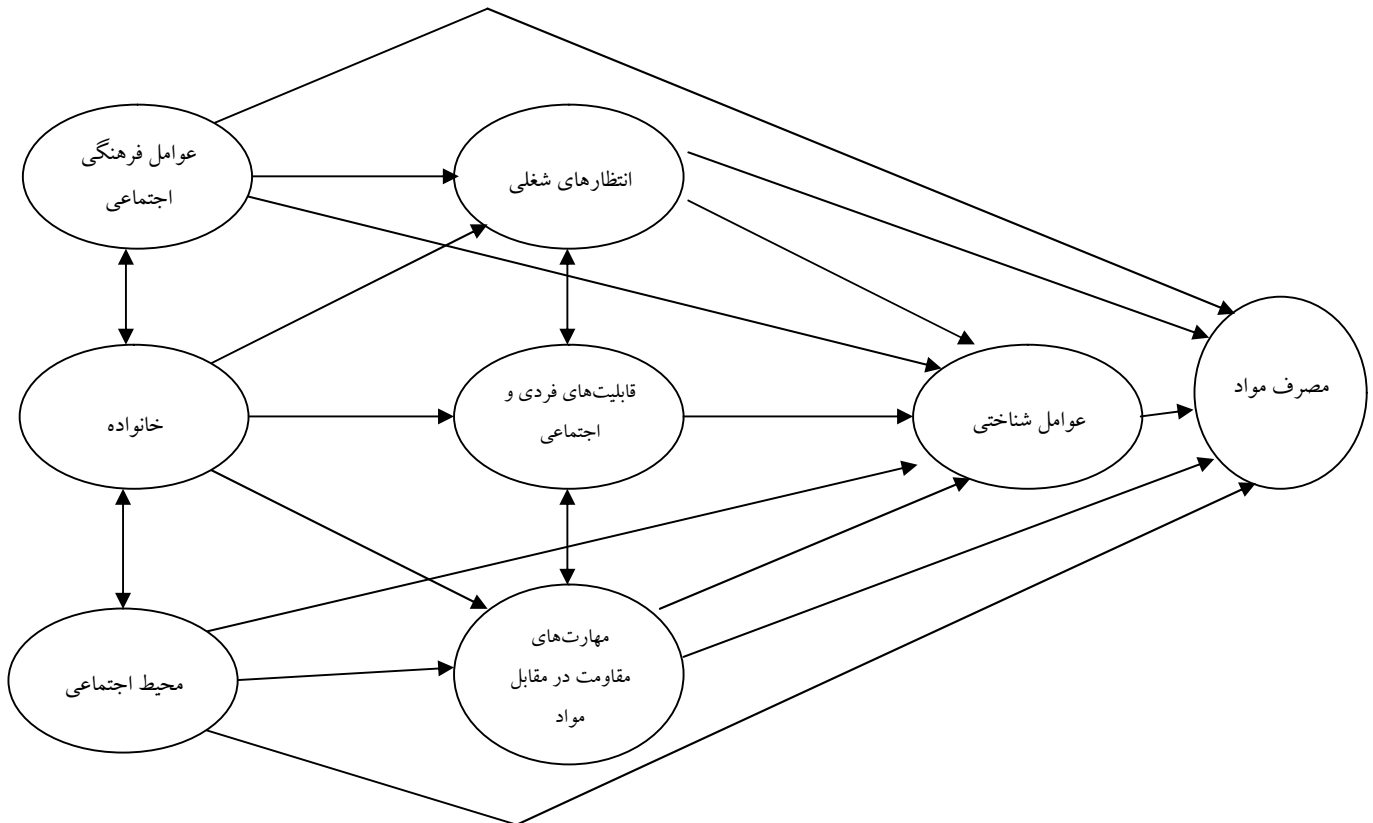 عوامل فرهنگی
اجتماعی
انتظارهای شغلی
مصرف مواد
خانواده
قابلیت‌های فردی و
اجتماعی
عوامل شناختی
محیط اجتماعی
مهارت‌های
مقاومت در مقابل
مواد